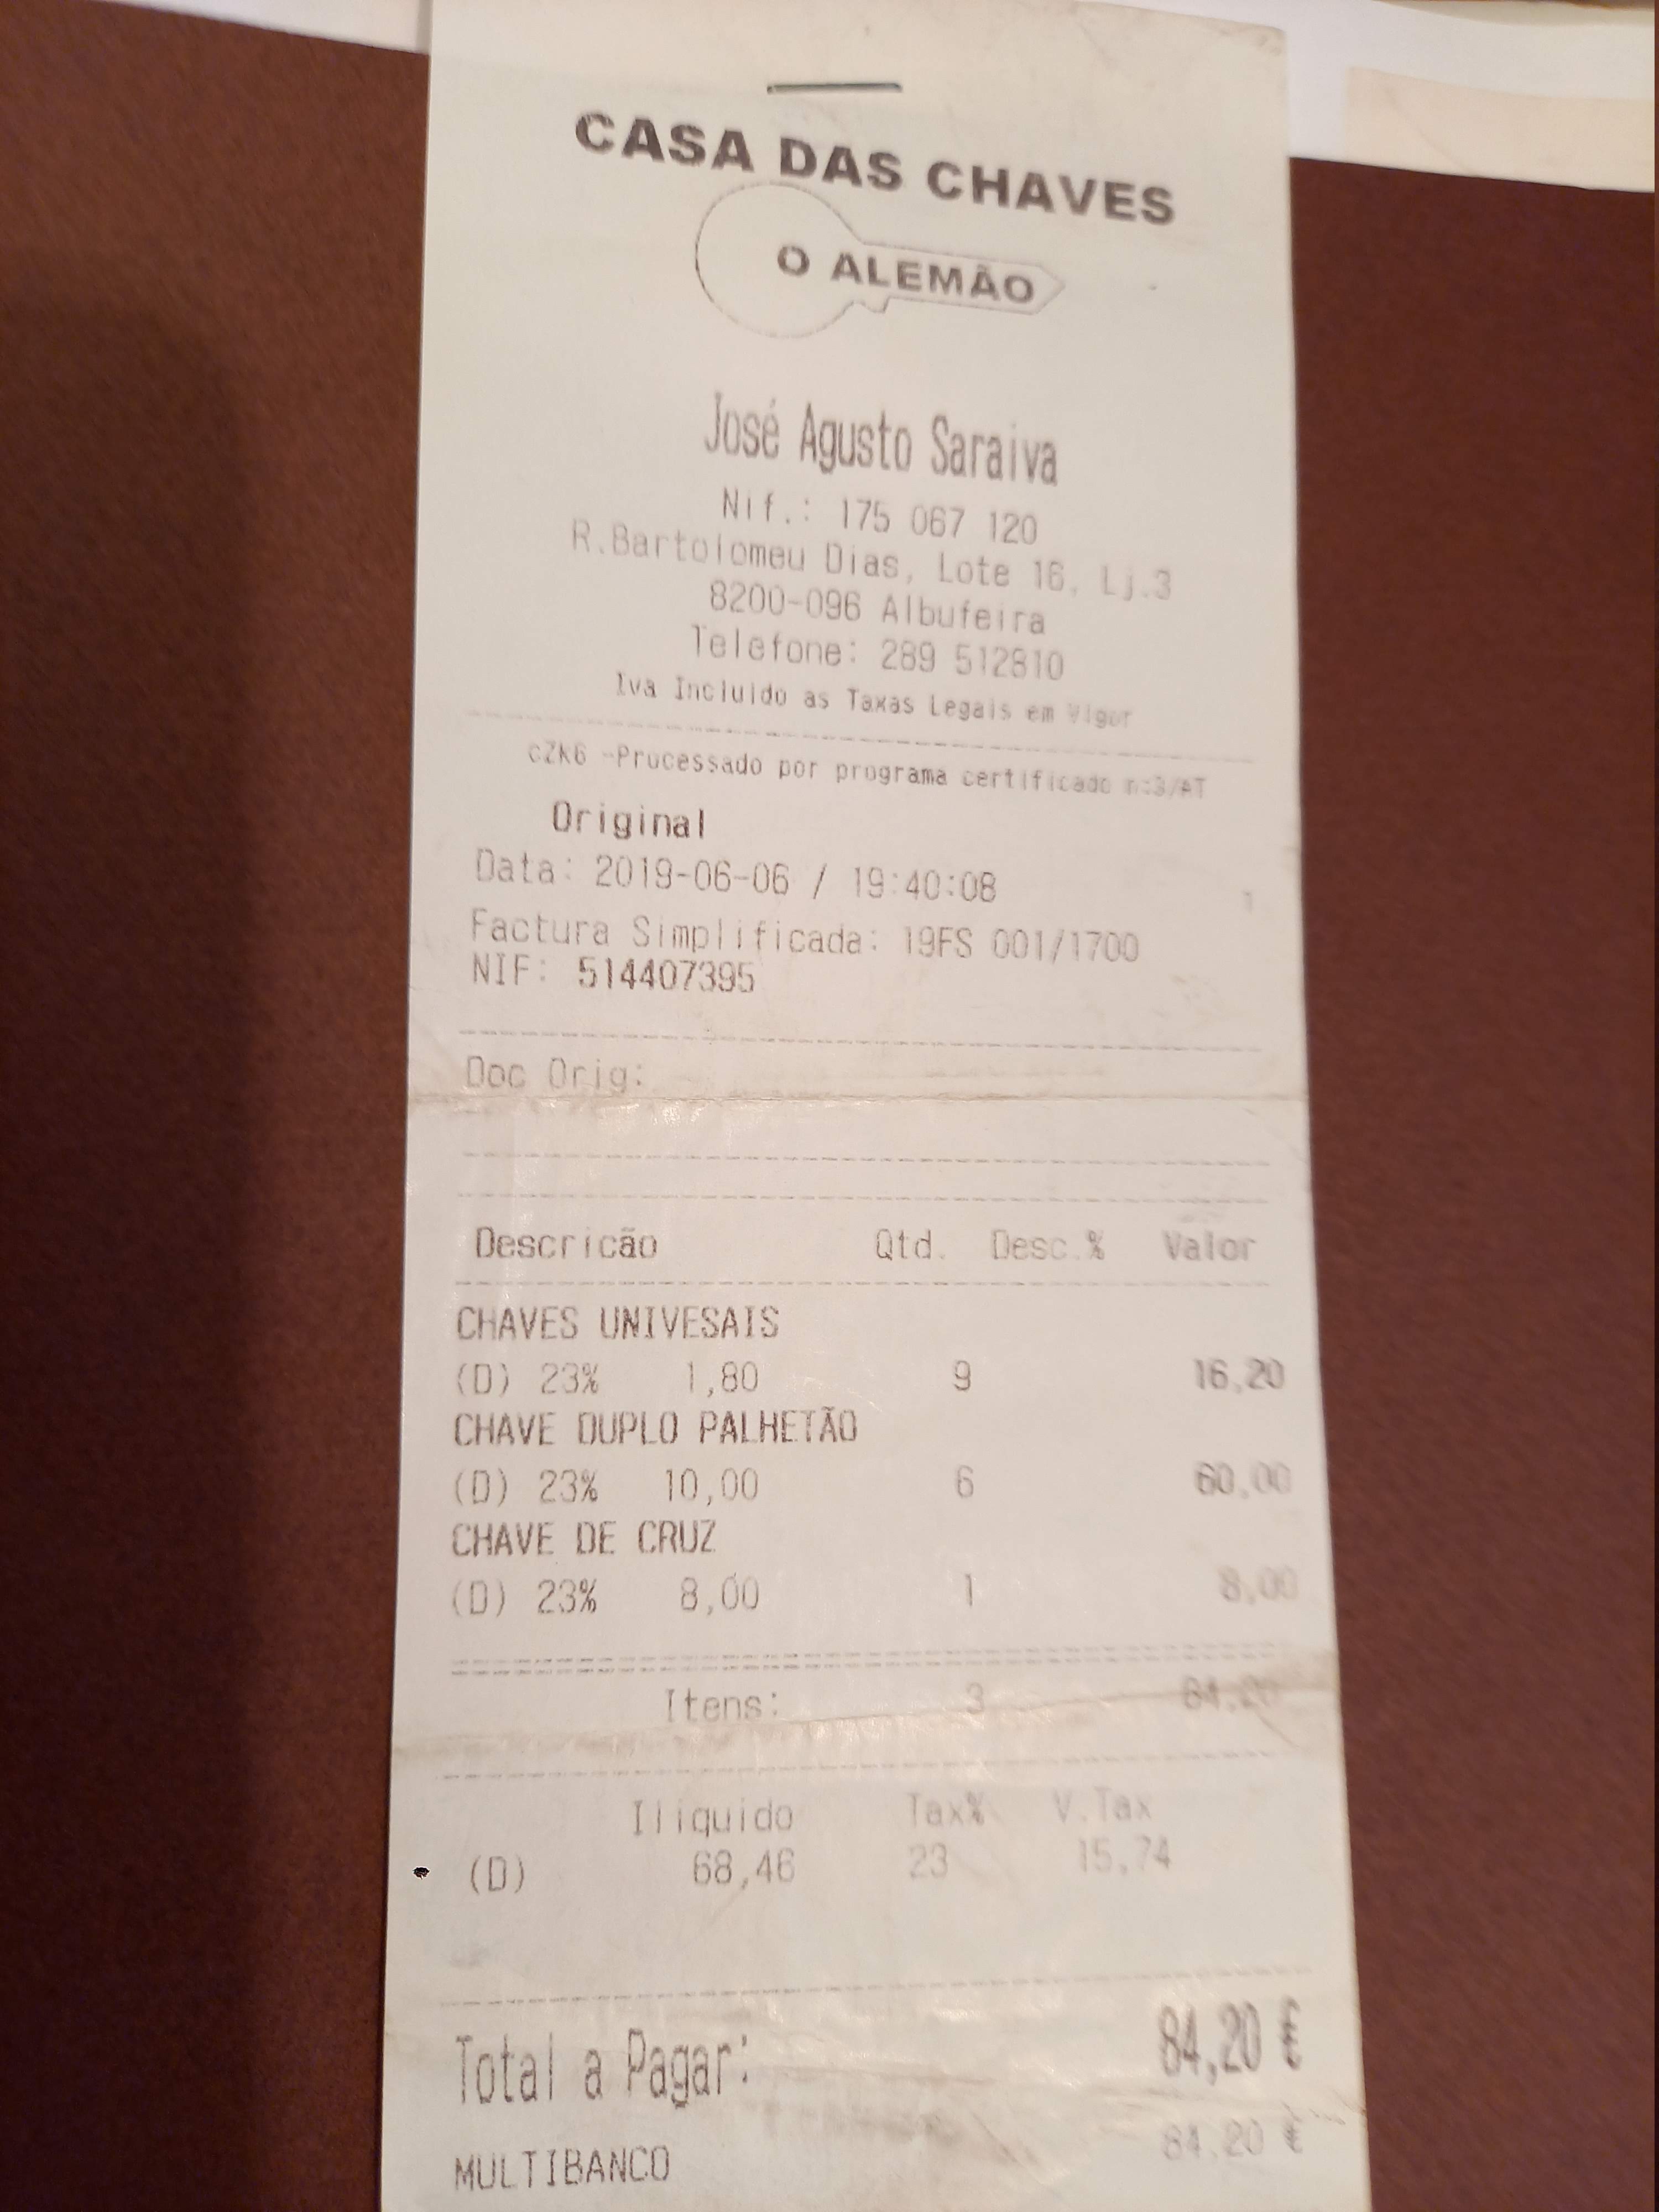 CASA DAS CHAVES
O ALEMÃO
José Agusto Saraiva
Nif.: 175 067 120
R.Bartolomeu Dias, Lote 16, Lj.3
8200-096 Albufeira
Telefone: 289 512810
Iva Incluido as Taxas Legais em Vigor
cZk6 -Processado por programa certificado n:3/AT
Original
Data: 2019-06-06 / 19:40:08 1
Factura Simplificada: 19FS 001/1700
NIF: 514407395
Doc Orig:
Descricão Qtd. Desc.% Valor
CHAVES UNIVESAIS
(D) 23% 1,80 9 16,20
CHAVE DUPLO PALHETÃO
(D) 23% 10,00 6 60,00
CHAVE DE CRUZ
(D) 23% 8,00 1 8,00
Itens: 3 84.20
Iliquido Tax% V.Tax
(D) 68,46 23 15,74
Total a Pagar: 84,20 €
MULTIBANCO 84.20 €